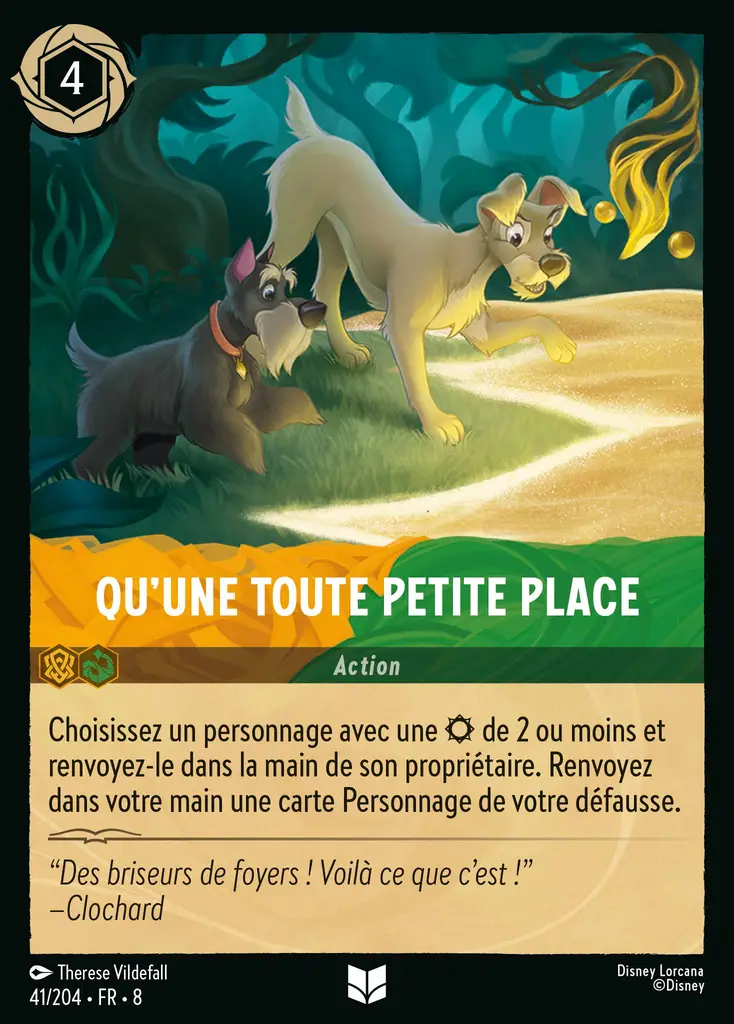 4
QU'UNE TOUTE PETITE PLACE
Action
Choisissez un personnage avec une de 2 ou moins et
renvoyez-le dans la main de son propriétaire. Renvoyez
dans votre main une carte Personnage de votre défausse.
“Des briseurs de foyers ! Voilà ce que c’est !”
–Clochard
Therese Vildefall
41/204 • FR • 8
Disney Lorcana
©Disney